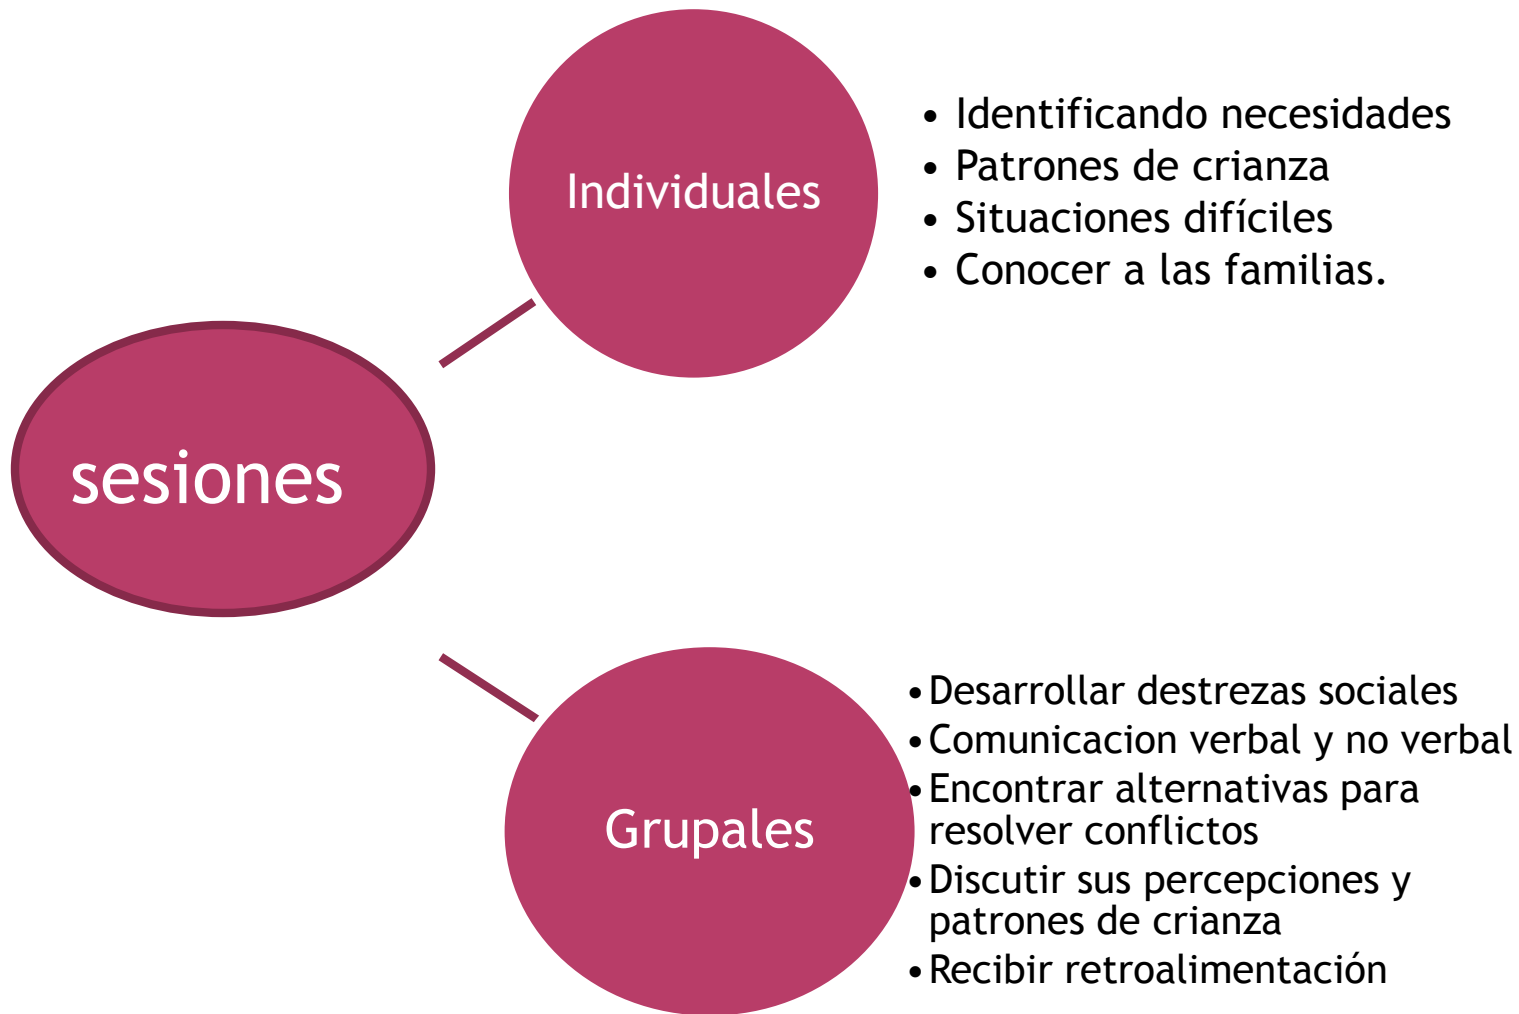 Individuales
• Identificando necesidades
• Patrones de crianza
• Situaciones difíciles
• Conocer a las familias.
sesiones
Grupales
• Desarrollar destrezas sociales
• Comunicacion verbal y no verbal
• Encontrar alternativas para
resolver conflictos
• Discutir sus percepciones y
patrones de crianza
• Recibir retroalimentación